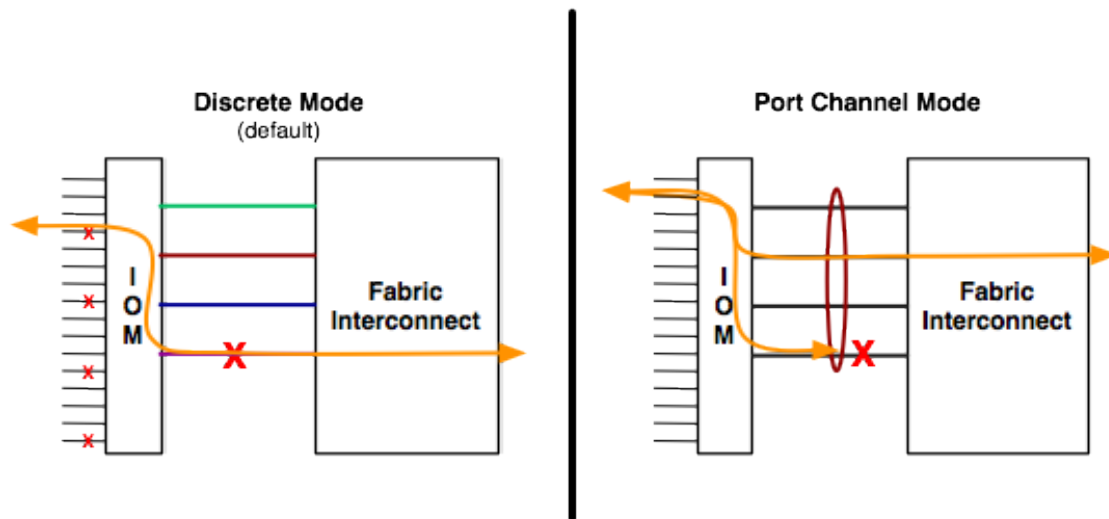 Discrete Mode
(default)
I
O
M
Fabric
Interconnect
x
x
x
x
X
Port Channel Mode
I
O
M
Fabric
Interconnect
X